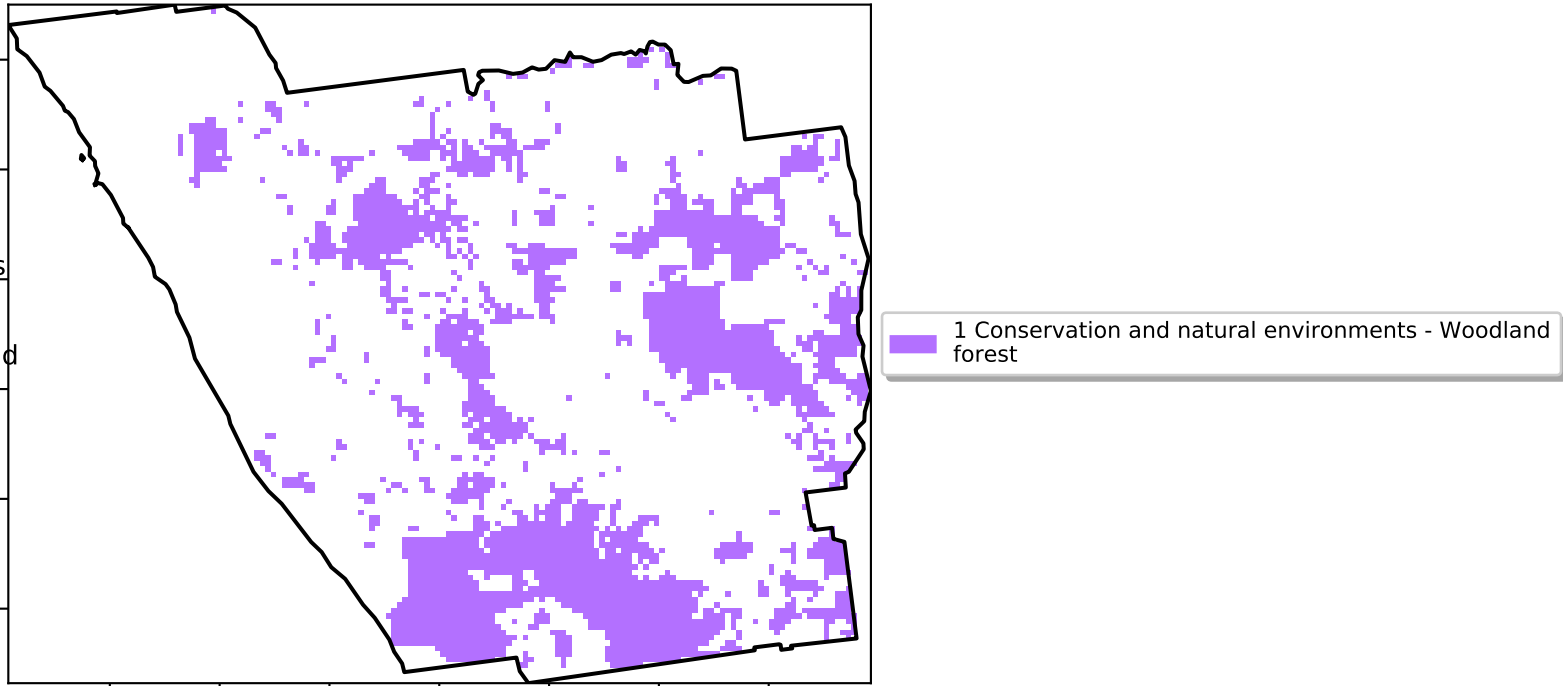 s
d
1 Conservation and natural environments - Woodland
forest